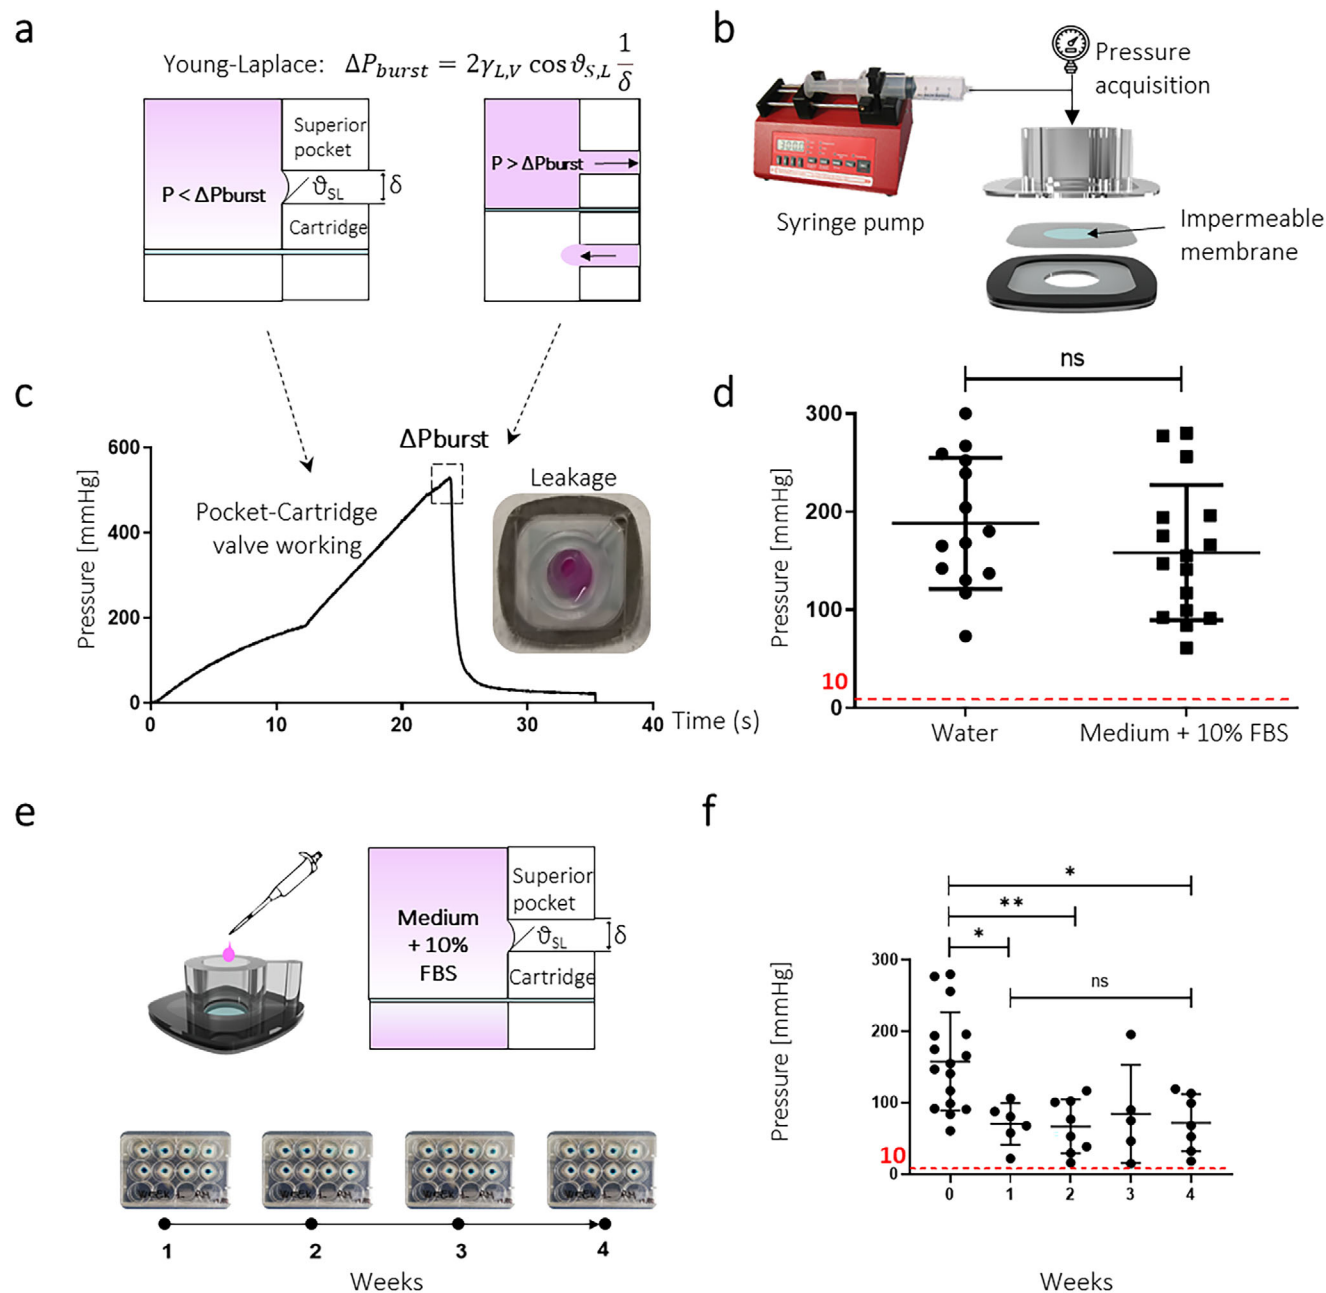 a
Young-Laplace: ΔP_burst = 2γ_L,V cos ϑ_S,L 1/δ
Superior
pocket
P < ΔPburst
ϑSL
δ
Cartridge
P > ΔPburst
b
Pressure
acquisition
Syringe pump
Impermeable
membrane
c
ΔPburst
Leakage
Pocket-Cartridge
valve working
Pressure [mmHg]
600
400
200
0
0 10 20 30 40
Time (s)
d
ns
Pressure [mmHg]
300
200
100
10
0
Water Medium + 10% FBS
e
Superior
pocket
Medium
+ 10%
FBS
ϑSL
δ
Cartridge
1 2 3 4
Weeks
f
*
**
*
ns
Pressure [mmHg]
300
200
100
10
0
0 1 2 3 4
Weeks